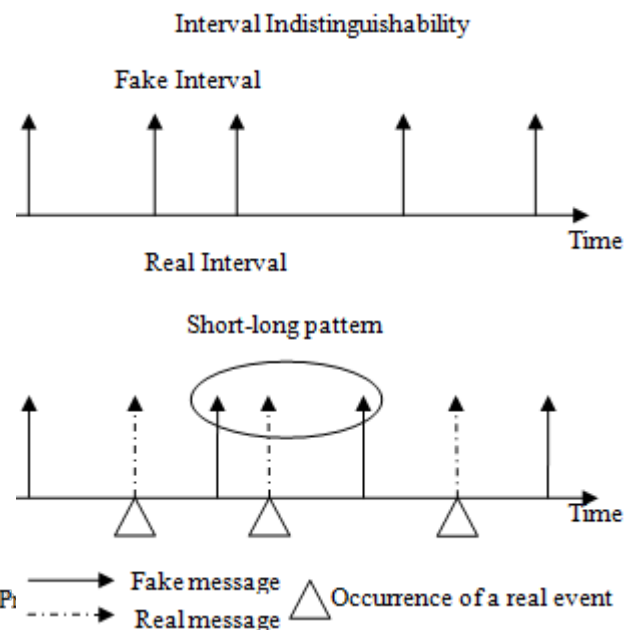 Interval Indistinguishability
Fake Interval
Time
Real Interval
Short-long pattern
Time
Fake message
Occurrence of a real event
Real message